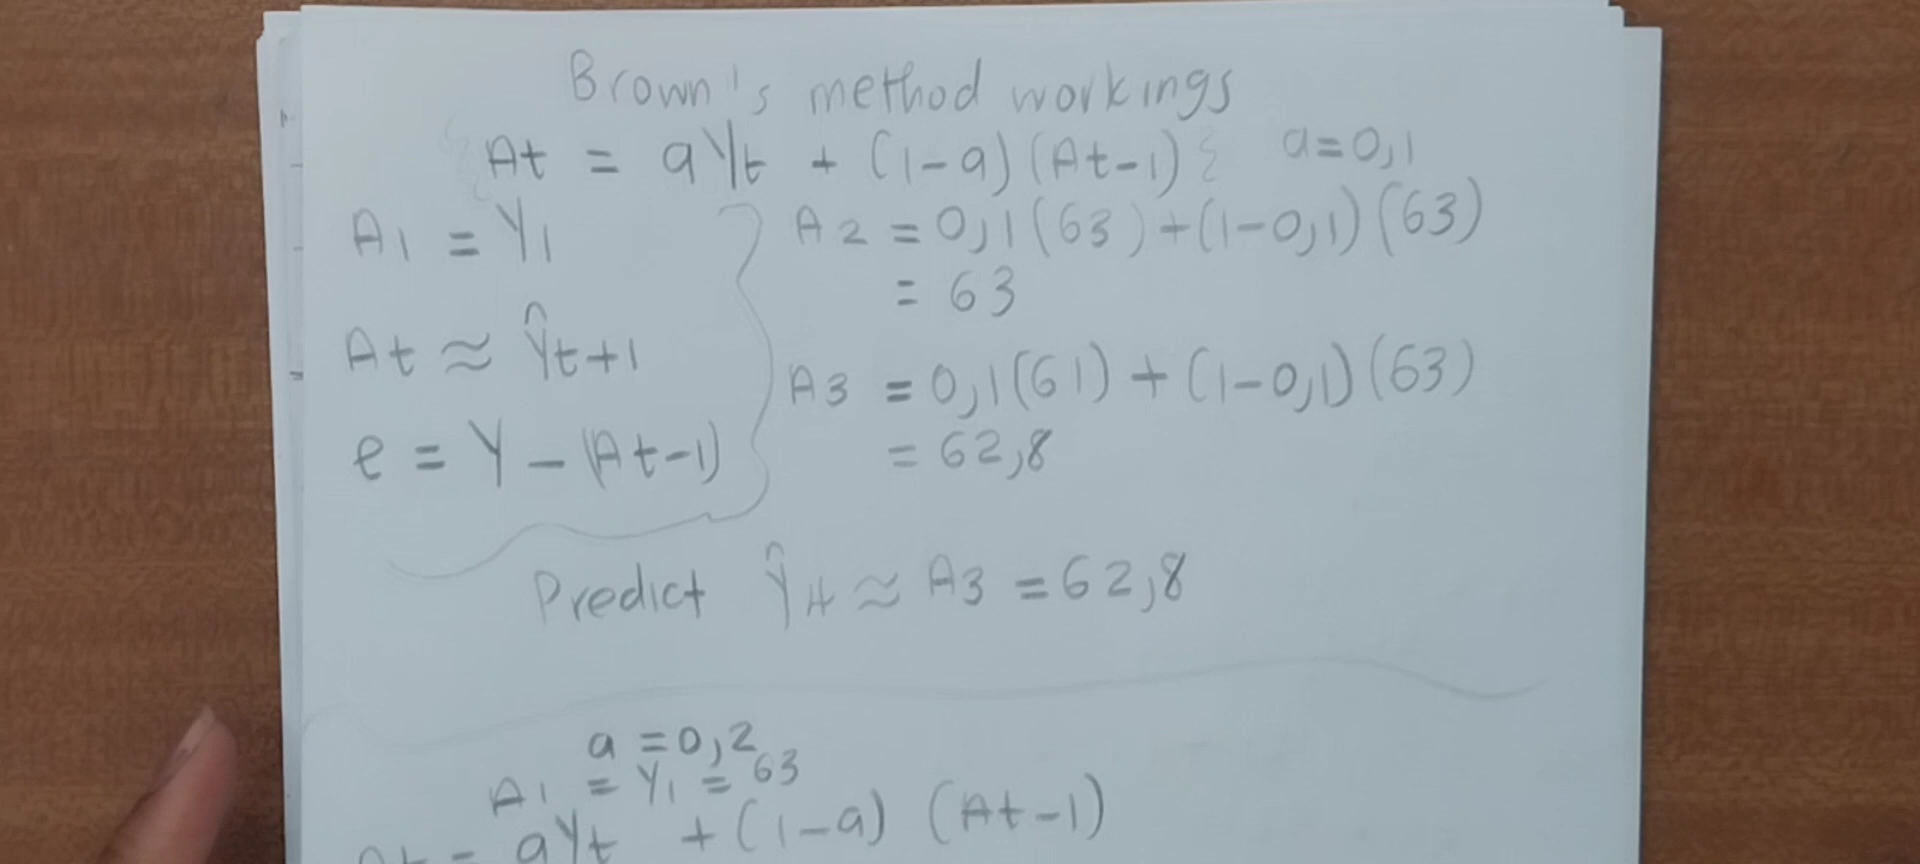 Brown's method workings
At = aYt + (1-a)(At-1) a=0,1
A1 = Y1
At ≈ Ŷt+1
e = Y - (At-1)
A2 = 0,1(63)+(1-0,1)(63)
= 63
A3 = 0,1(61) + (1-0,1)(63)
= 62,8
Predict Ŷ4 ≈ A3 = 62,8
a = 0,2
A1 = Y1 = 63
At = aYt + (1-a) (At-1)